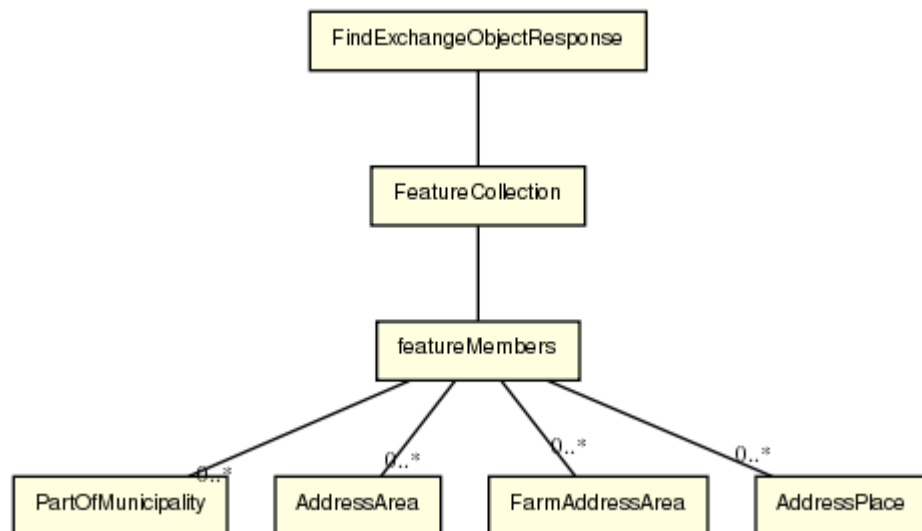 FindExchangeObjectResponse
FeatureCollection
featureMembers
0..*
0..*
0..*
0..*
PartOfMunicipality
AddressArea
FarmAddressArea
AddressPlace